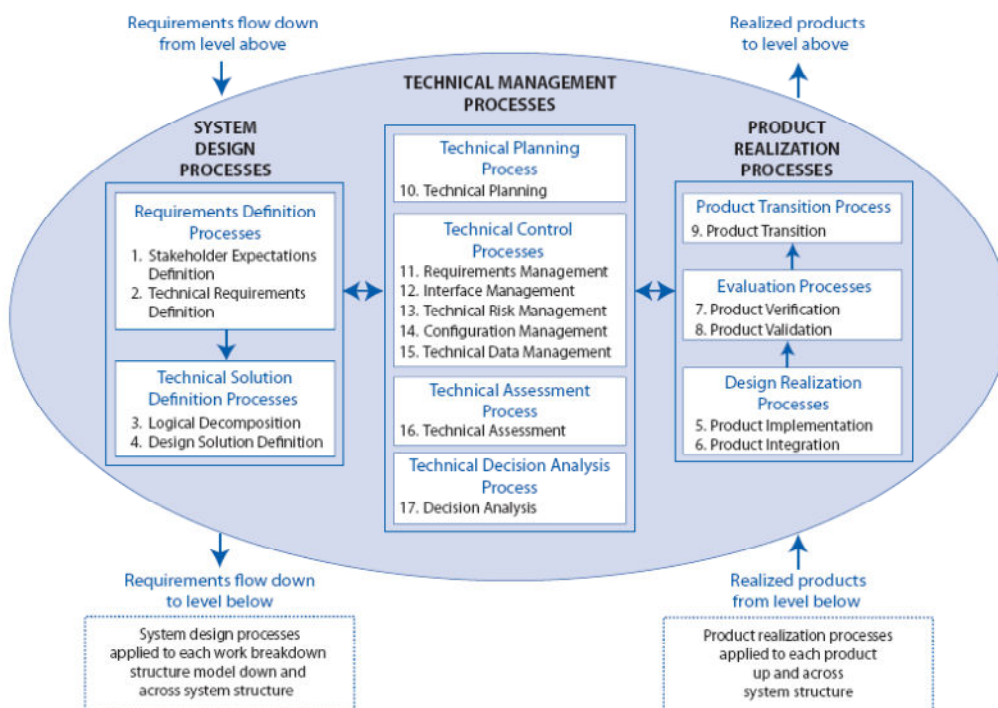 Requirements flow down
from level above
Realized products
to level above
TECHNICAL MANAGEMENT
PROCESSES
SYSTEM
DESIGN
PROCESSES
Requirements Definition
Processes
1. Stakeholder Expectations
Definition
2. Technical Requirements
Definition
Technical Solution
Definition Processes
3. Logical Decomposition
4. Design Solution Definition
Technical Planning
Process
10. Technical Planning
Technical Control
Processes
11. Requirements Management
12. Interface Management
13. Technical Risk Management
14. Configuration Management
15. Technical Data Management
Technical Assessment
Process
16. Technical Assessment
Technical Decision Analysis
Process
17. Decision Analysis
PRODUCT
REALIZATION
PROCESSES
Product Transition Process
9. Product Transition
Evaluation Processes
7. Product Verification
8. Product Validation
Design Realization
Processes
5. Product Implementation
6. Product Integration
Requirements flow down
to level below
System design processes
applied to each work breakdown
structure model down and
across system structure
Realized products
from level below
Product realization processes
applied to each product
up and across
system structure